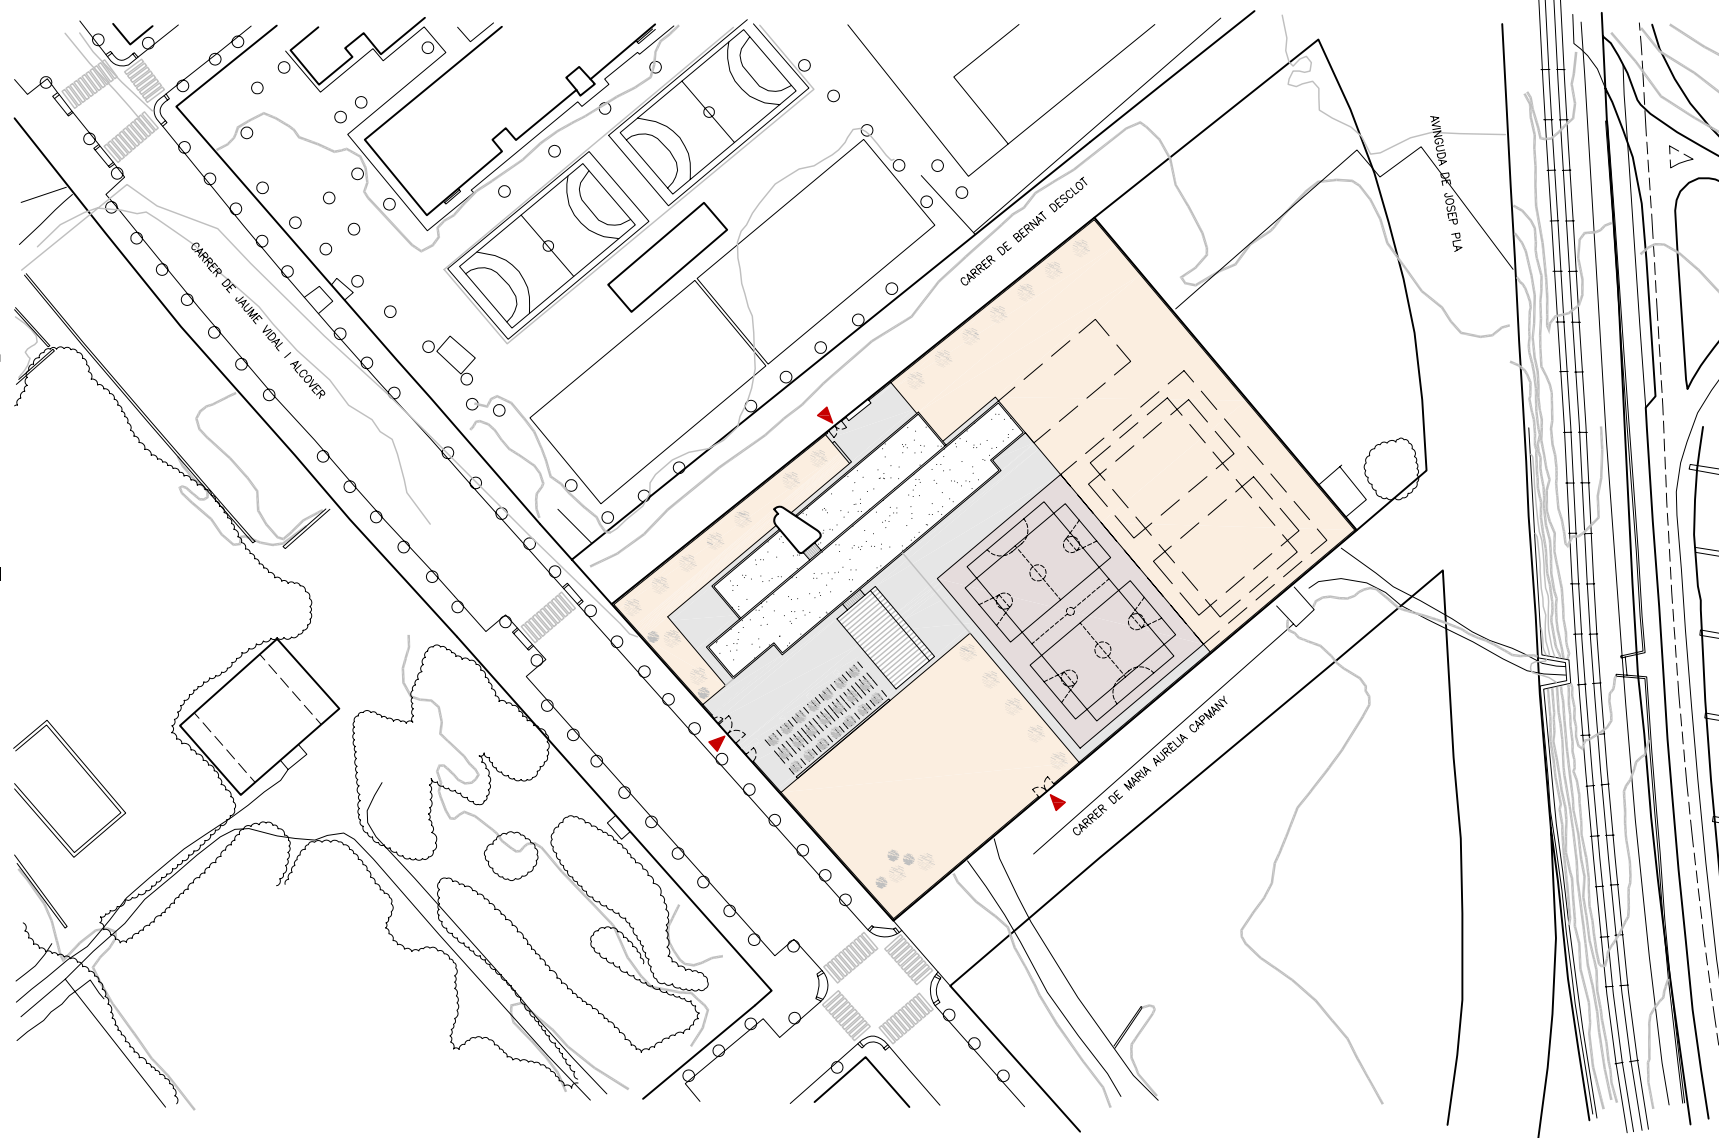 AVINGUDA DE JOSEP PLA
CARRER DE BERNAT DESCLOT
CARRER DE JAUME VIDAL I ALCOVER
CARRER DE MARIA AURÈLIA CAPMANY